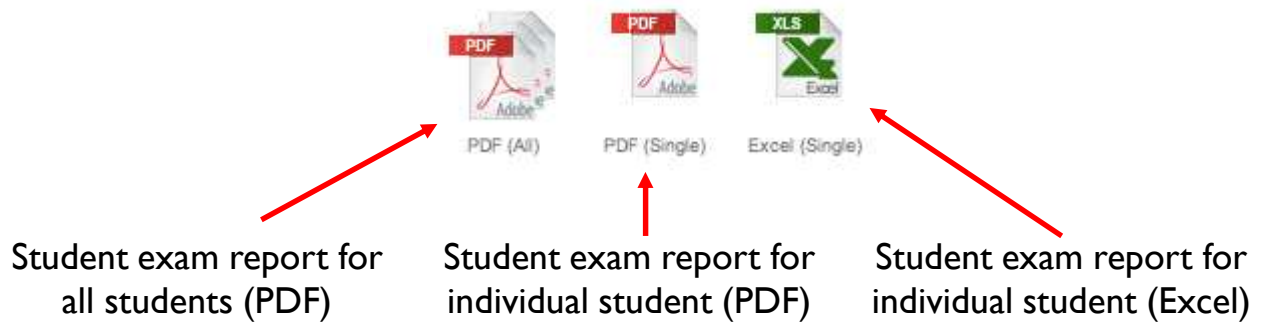 PDF
Adobe
PDF
Adobe
XLS
Excel
PDF (All)
PDF (Single)
Excel (Single)
Student exam report for
all students (PDF)
Student exam report for
individual student (PDF)
Student exam report for
individual student (Excel)